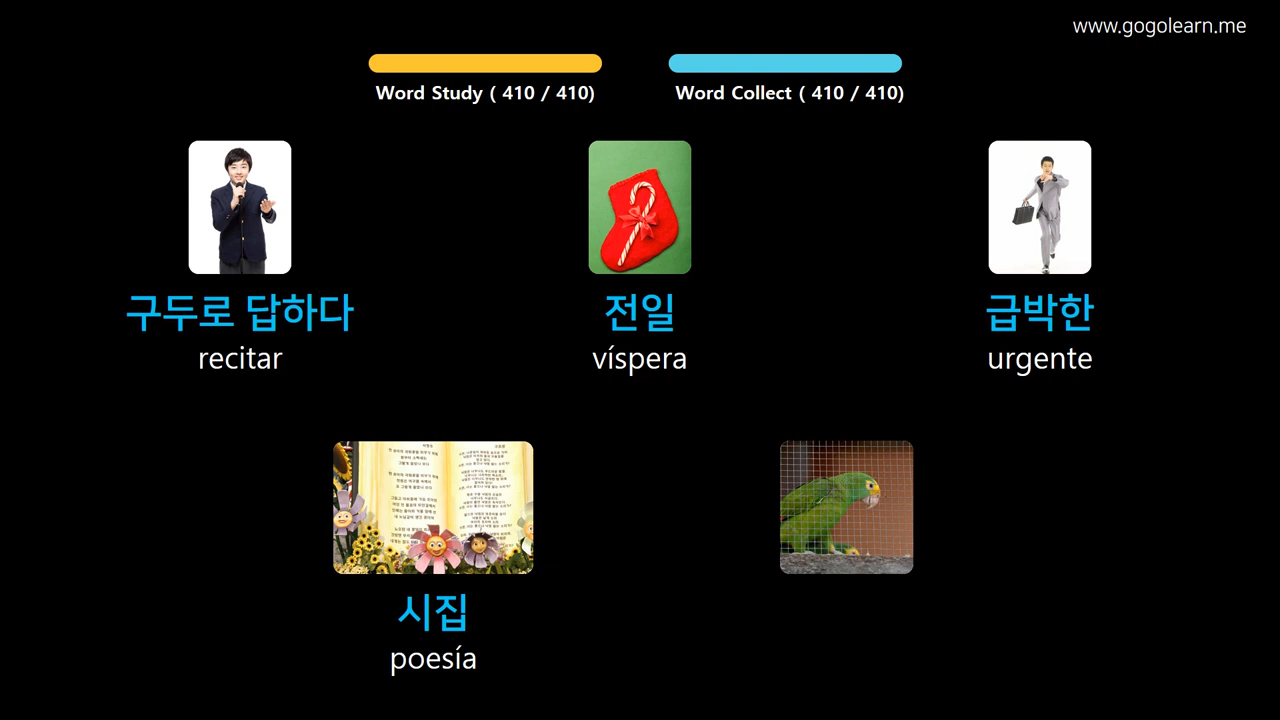 www.gogolearn.me
Word Study ( 410 / 410)
Word Collect ( 410 / 410)
구두로 답하다
전일
급박한
recitar
víspera
urgente
시집
poesía